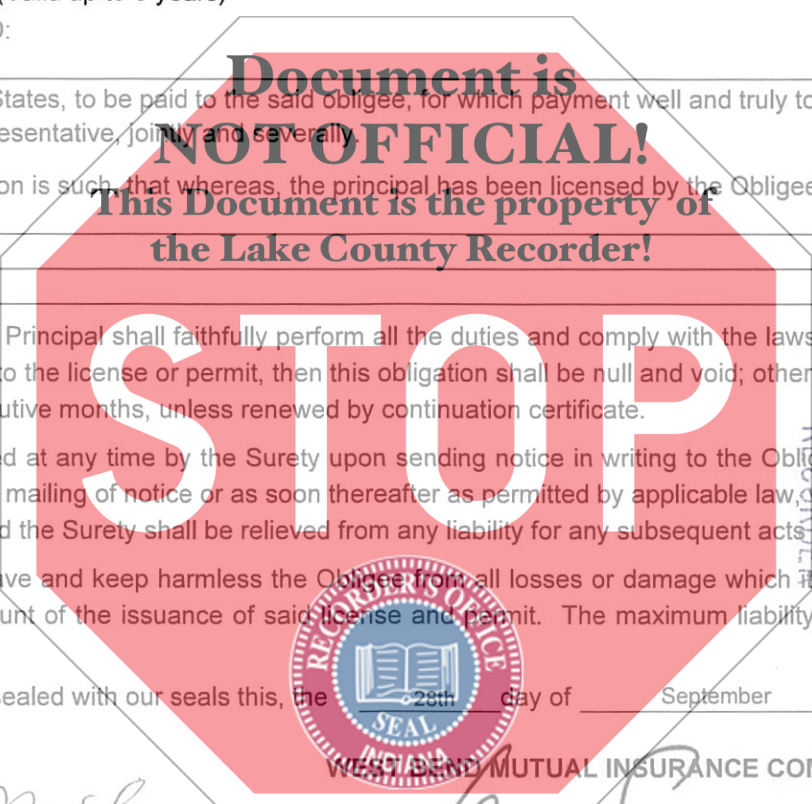 (Valid up to
Document is
States, to be paid to the said obligee, for which payment well and truly to
NOT OFFICIAL!
jointly and severally.
on is such, that whereas, the principal has been licensed by the Obligee
This Document is the property of
the Lake County Recorder!
STOP
Principal shall faithfully perform all the duties and comply with the laws
to the license or permit, then this obligation shall be null and void; other
utive months, unless renewed by continuation certificate.
ed at any time by the Surety upon sending notice in writing to the Obli
mailing of notice or as soon thereafter as permitted by applicable law,
d the Surety shall be relieved from any liability for any subsequent acts
ave and keep harmless the Obligee from all losses or damage which it
unt of the issuance of said license and permit. The maximum liability
RECORDER'S OFFICE
sealed with our seals this, the 28th day of September
SEAL
INDIANA
WEST BEND MUTUAL INSURANCE COM